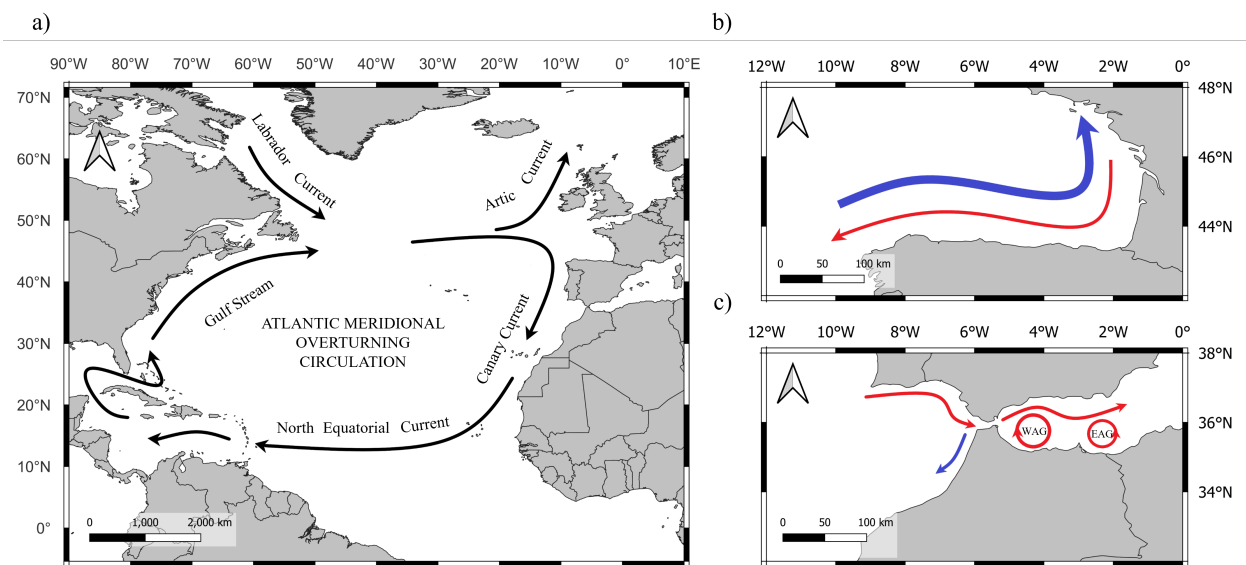 a)
90°W 80°W 70°W 60°W 50°W 40°W 30°W 20°W 10°W 0° 10°E
70°N
60°N
50°N
40°N
30°N
20°N
10°N
0°
Labrador Current
Artic Current
Gulf Stream
ATLANTIC MERIDIONAL
OVERTURNING
CIRCULATION
Canary Current
North Equatorial Current
0 1,000 2,000 km
b)
12°W 10°W 8°W 6°W 4°W 2°W 0°
48°N
46°N
44°N
0 50 100 km
c)
12°W 10°W 8°W 6°W 4°W 2°W 0°
38°N
36°N
34°N
WAG
EAG
0 50 100 km